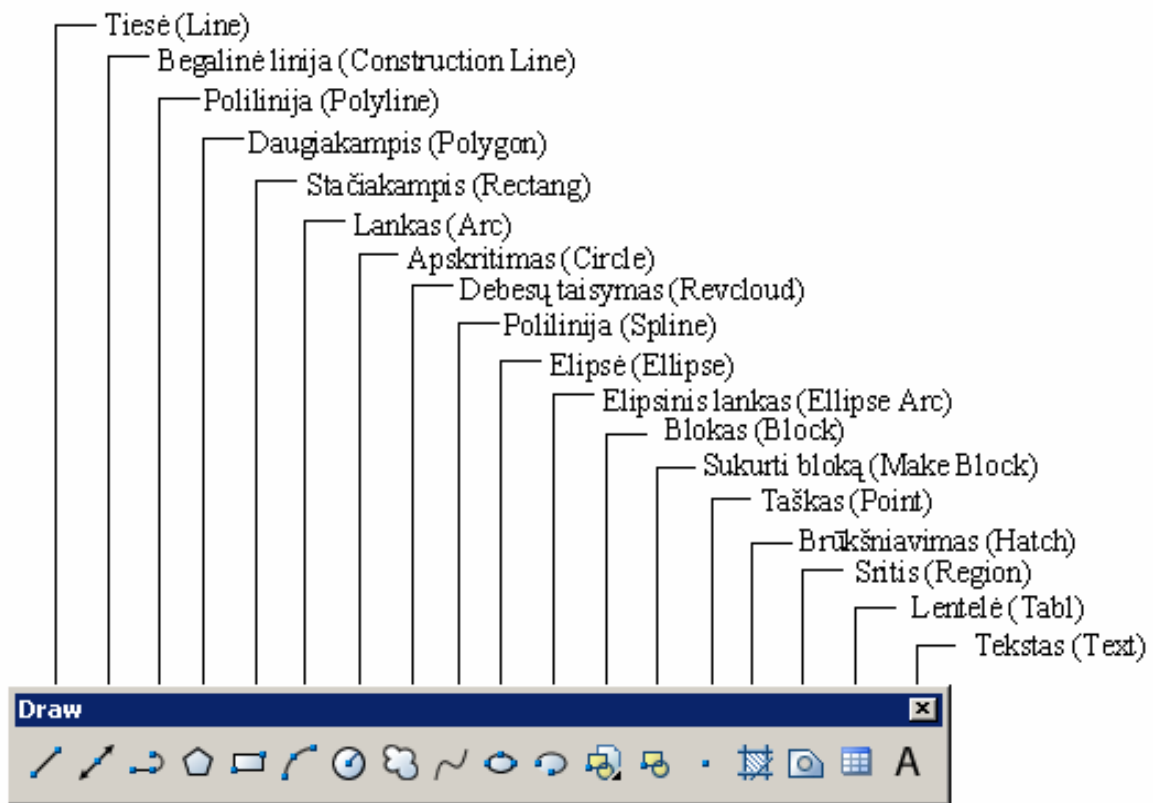 Tiesė (Line)
Begalinė linija (Construction Line)
Polilinija (Polyline)
Daugiakampis (Polygon)
Stačiakampis (Rectang)
Lankas (Arc)
Apskritimas (Circle)
Debesų taisymas (Revcloud)
Polilinija (Spline)
Elipsė (Ellipse)
Elipsinis lankas (Ellipse Arc)
Blokas (Block)
Sukurti bloką (Make Block)
Taškas (Point)
Brūkšniavimas (Hatch)
Sritis (Region)
Lentelė (Tabl)
Tekstas (Text)
Draw
A